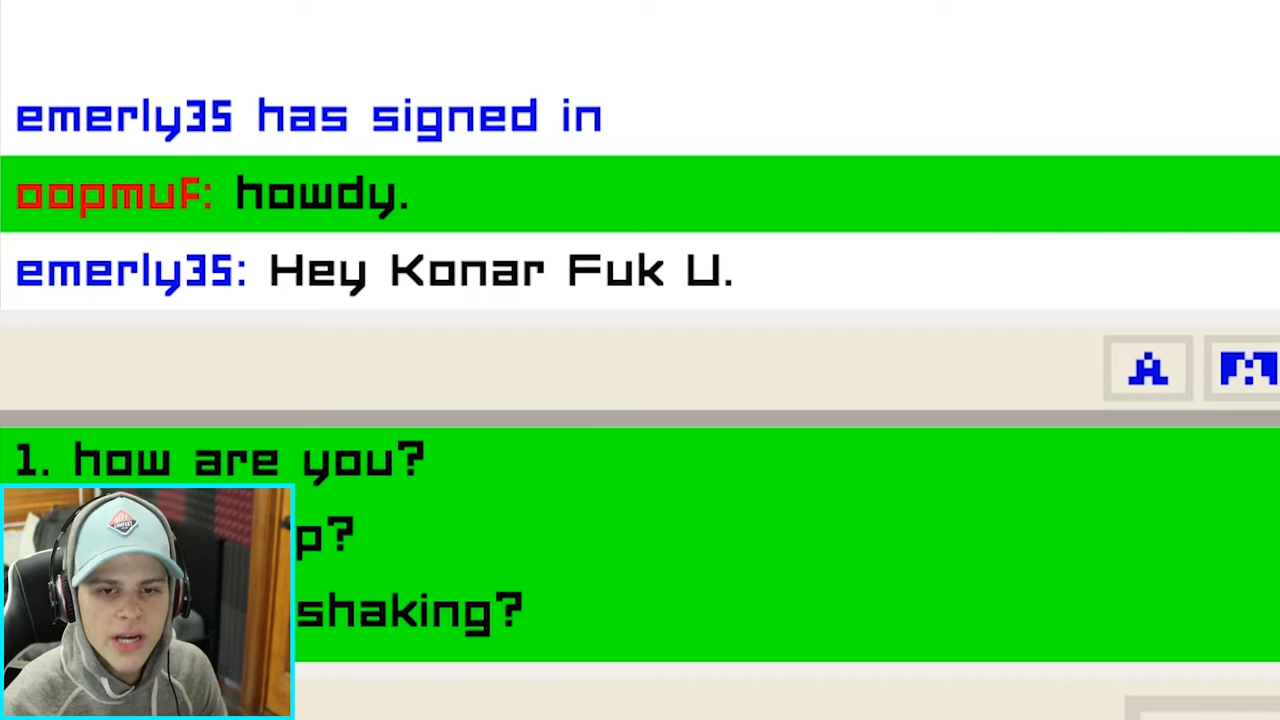 emerly35 has signed in
oopmuf: howdy.
emerly35: Hey Konar Fuk U.
A M
1. how are you?
p?
shaking?